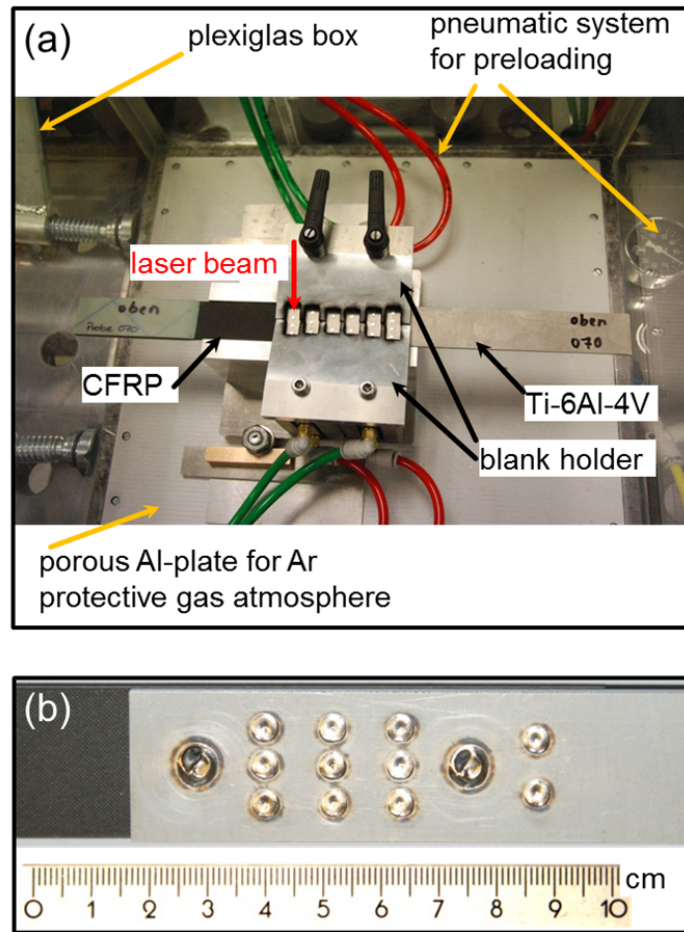 (a)
plexiglas box
pneumatic system
for preloading
laser beam
oben
Probe 070
oben
070
CFRP
Ti-6Al-4V
blank holder
porous Al-plate for Ar
protective gas atmosphere
(b)
cm
0 1 2 3 4 5 6 7 8 9 10